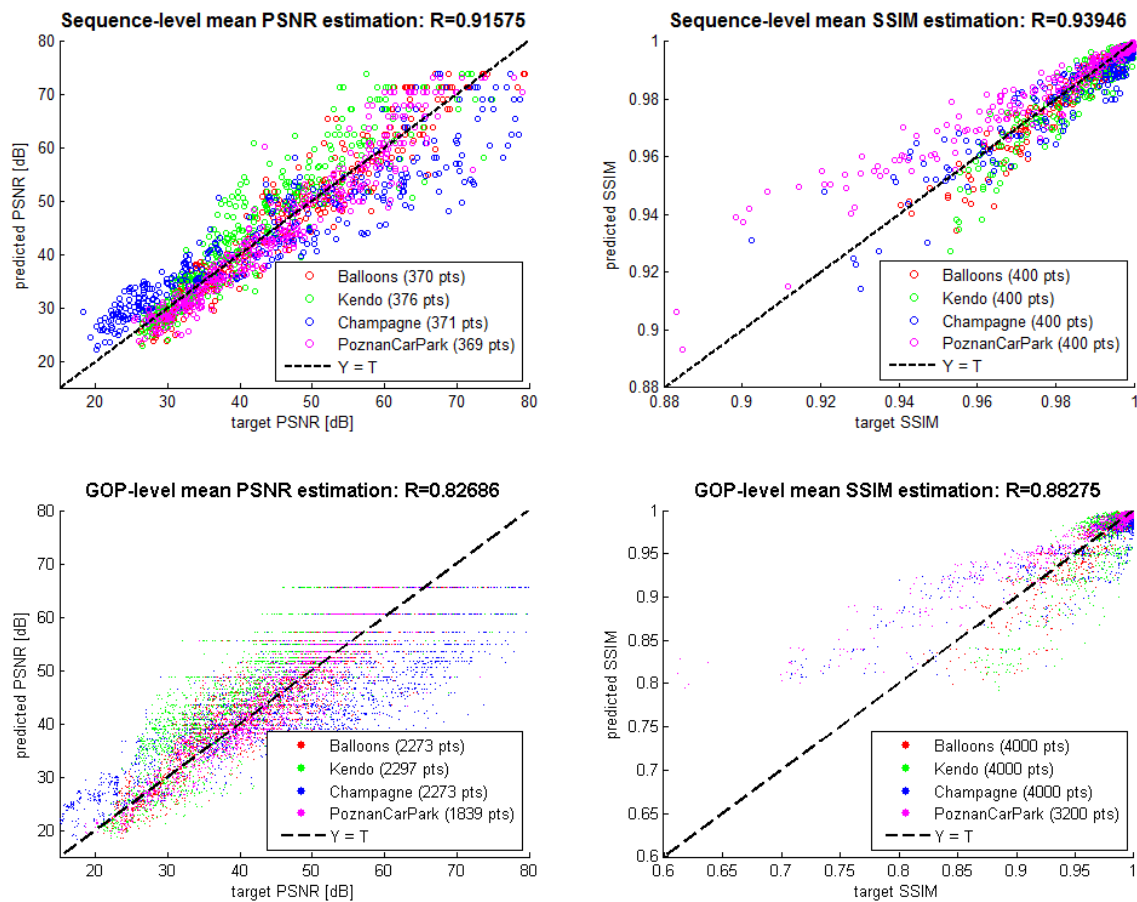 Sequence-level mean PSNR estimation: R=0.91575
80
70
60
50
40
30
20
predicted PSNR [dB]
Balloons (370 pts)
Kendo (376 pts)
Champagne (371 pts)
PoznanCarPark (369 pts)
Y = T
20 30 40 50 60 70 80
target PSNR [dB]
Sequence-level mean SSIM estimation: R=0.93946
1
0.98
0.96
0.94
0.92
0.9
0.88
predicted SSIM
Balloons (400 pts)
Kendo (400 pts)
Champagne (400 pts)
PoznanCarPark (400 pts)
Y = T
0.88 0.9 0.92 0.94 0.96 0.98 1
target SSIM
GOP-level mean PSNR estimation: R=0.82686
80
70
60
50
40
30
20
predicted PSNR [dB]
Balloons (2273 pts)
Kendo (2297 pts)
Champagne (2273 pts)
PoznanCarPark (1839 pts)
Y = T
20 30 40 50 60 70 80
target PSNR [dB]
GOP-level mean SSIM estimation: R=0.88275
1
0.95
0.9
0.85
0.8
0.75
0.7
0.65
0.6
predicted SSIM
Balloons (4000 pts)
Kendo (4000 pts)
Champagne (4000 pts)
PoznanCarPark (3200 pts)
Y = T
0.6 0.65 0.7 0.75 0.8 0.85 0.9 0.95 1
target SSIM